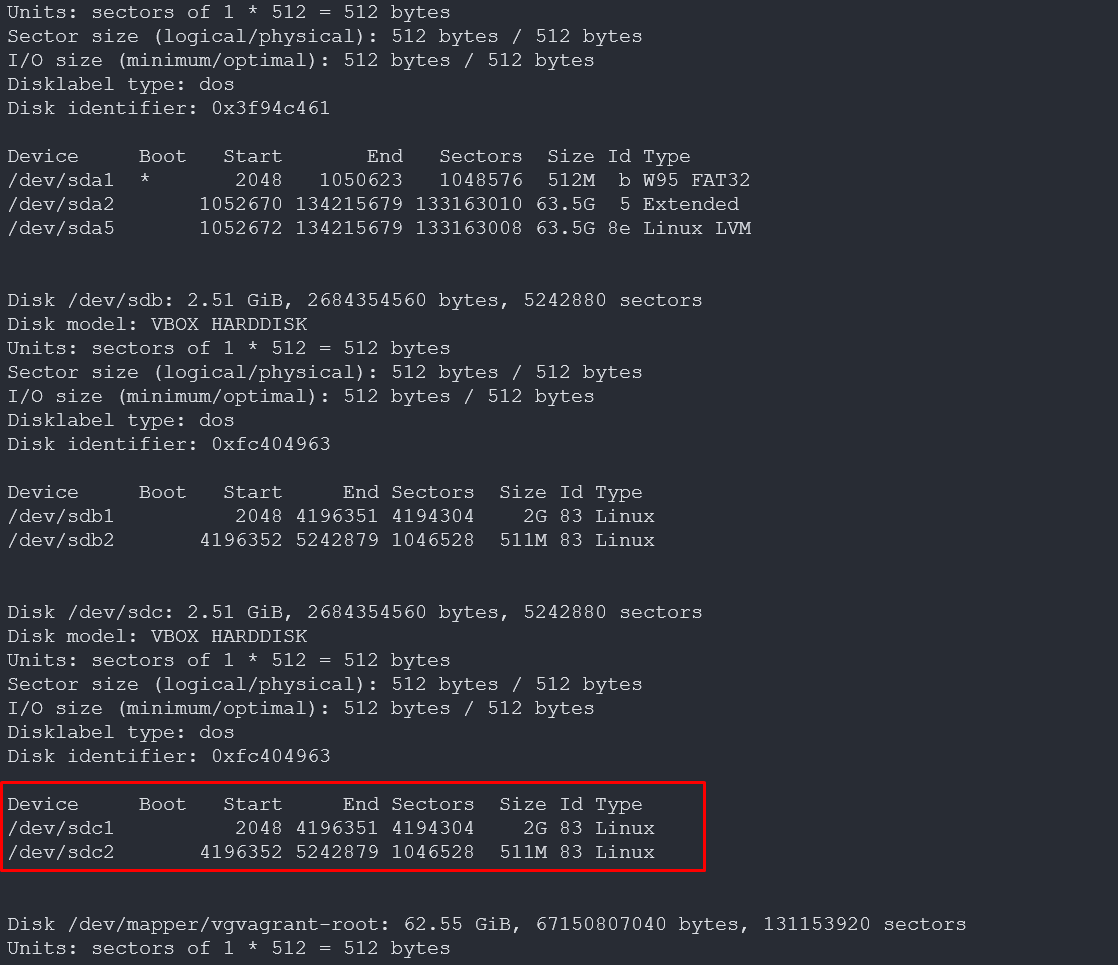 Units: sectors of 1 * 512 = 512 bytes
Sector size (logical/physical): 512 bytes / 512 bytes
I/O size (minimum/optimal): 512 bytes / 512 bytes
Disklabel type: dos
Disk identifier: 0x3f94c461
Device     Boot   Start       End   Sectors  Size Id Type
/dev/sda1  *       2048   1050623   1048576  512M  b W95 FAT32
/dev/sda2       1052670 134215679 133163010 63.5G  5 Extended
/dev/sda5       1052672 134215679 133163008 63.5G 8e Linux LVM
Disk /dev/sdb: 2.51 GiB, 2684354560 bytes, 5242880 sectors
Disk model: VBOX HARDDISK
Units: sectors of 1 * 512 = 512 bytes
Sector size (logical/physical): 512 bytes / 512 bytes
I/O size (minimum/optimal): 512 bytes / 512 bytes
Disklabel type: dos
Disk identifier: 0xfc404963
Device     Boot   Start     End Sectors  Size Id Type
/dev/sdb1          2048 4196351 4194304    2G 83 Linux
/dev/sdb2       4196352 5242879 1046528  511M 83 Linux
Disk /dev/sdc: 2.51 GiB, 2684354560 bytes, 5242880 sectors
Disk model: VBOX HARDDISK
Units: sectors of 1 * 512 = 512 bytes
Sector size (logical/physical): 512 bytes / 512 bytes
I/O size (minimum/optimal): 512 bytes / 512 bytes
Disklabel type: dos
Disk identifier: 0xfc404963
Device     Boot   Start     End Sectors  Size Id Type
/dev/sdc1          2048 4196351 4194304    2G 83 Linux
/dev/sdc2       4196352 5242879 1046528  511M 83 Linux
Disk /dev/mapper/vgvagrant-root: 62.55 GiB, 67150807040 bytes, 131153920 sectors
Units: sectors of 1 * 512 = 512 bytes